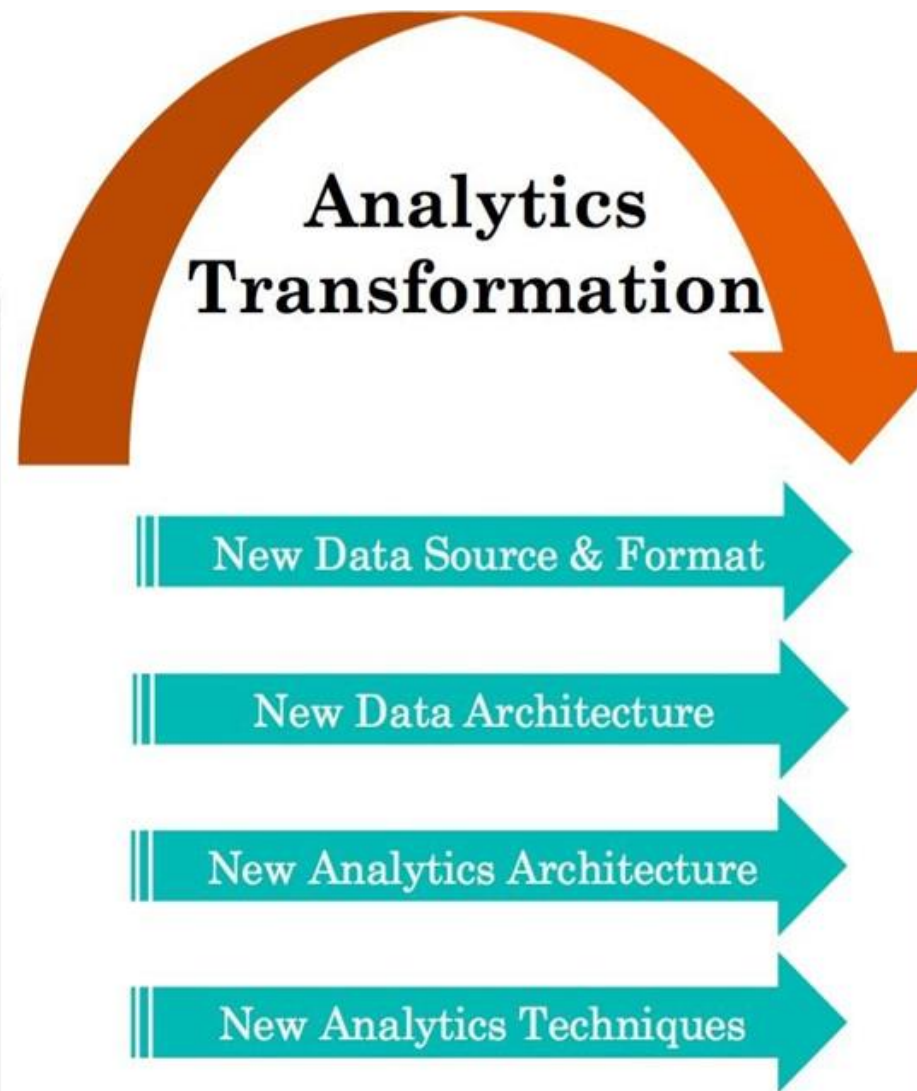 Analytics
Transformation
New Data Source & Format
New Data Architecture
New Analytics Architecture
New Analytics Techniques